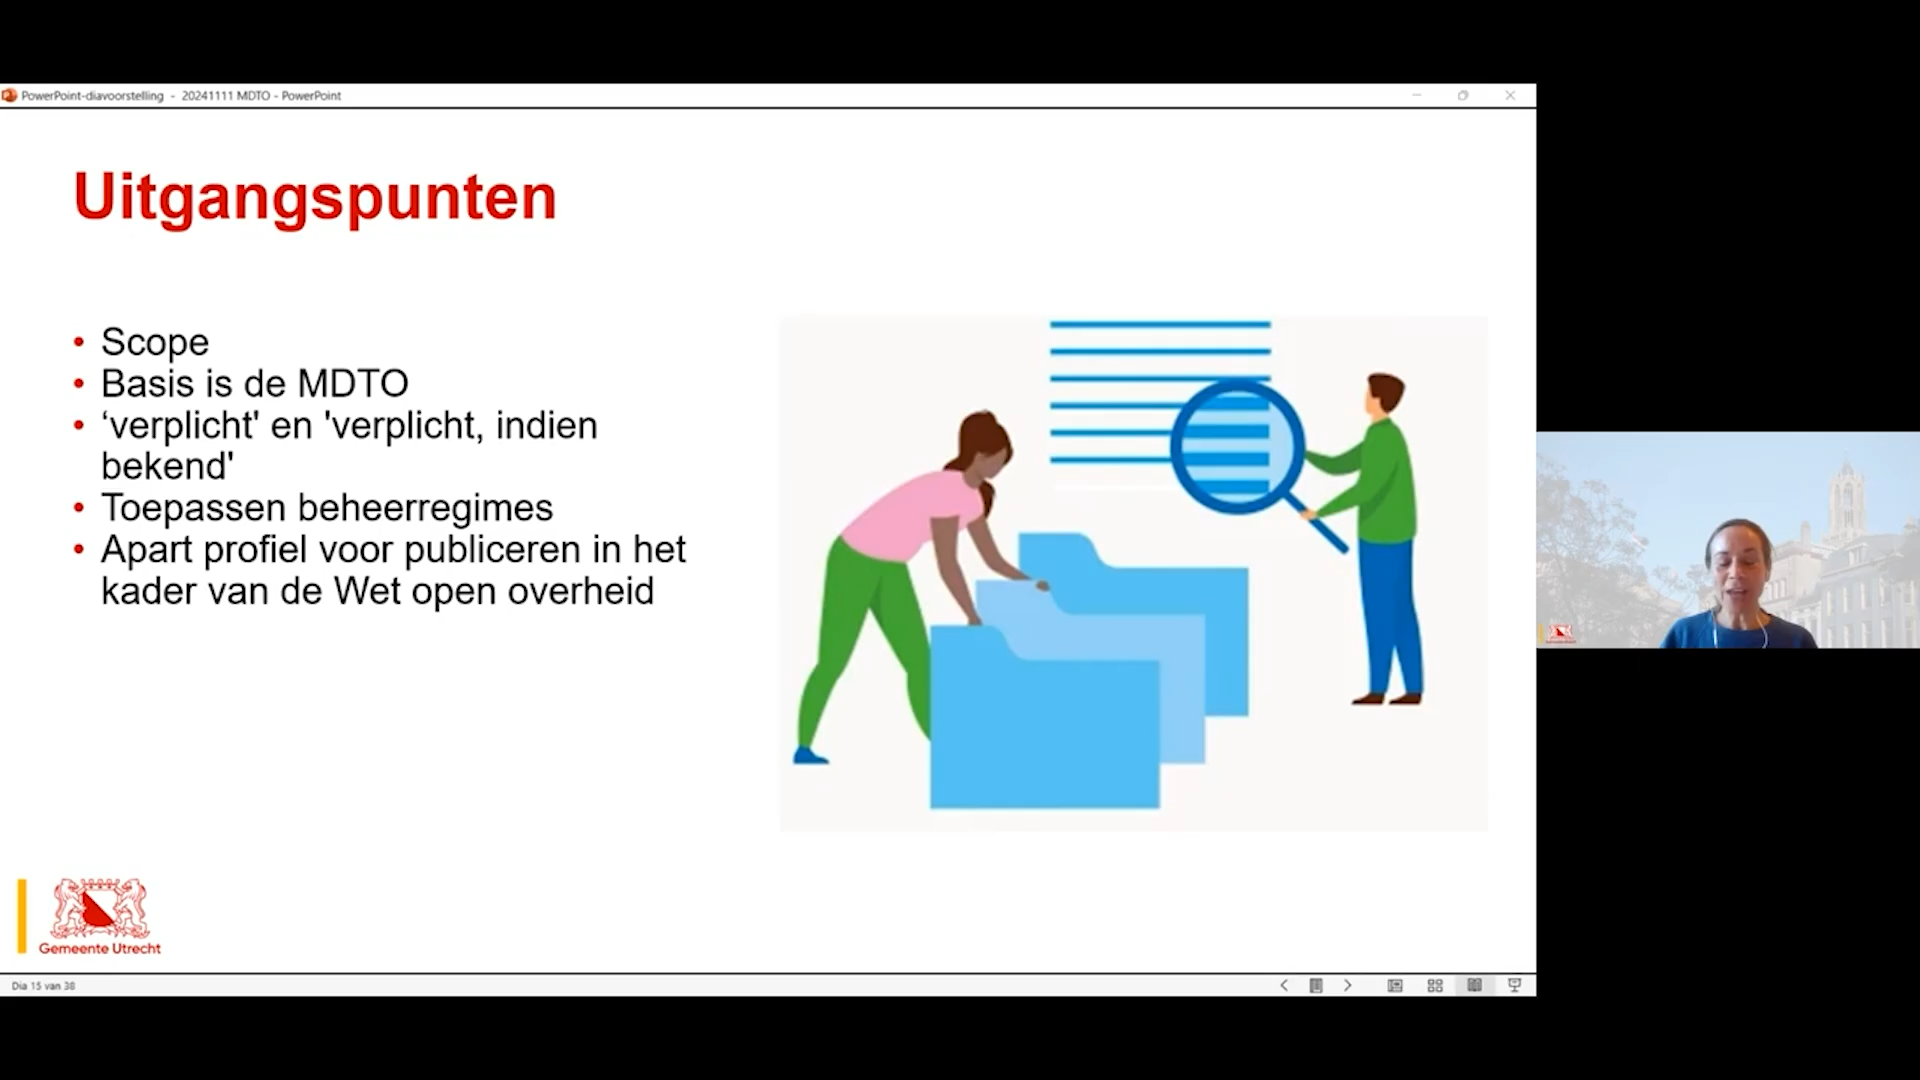 PowerPoint-diavoorstelling - 20241111 MDTO - PowerPoint
Uitgangspunten
• Scope
• Basis is de MDTO
• ‘verplicht' en 'verplicht, indien
bekend'
• Toepassen beheerregimes
• Apart profiel voor publiceren in het
kader van de Wet open overheid
Gemeente Utrecht
Dia 15 van 38